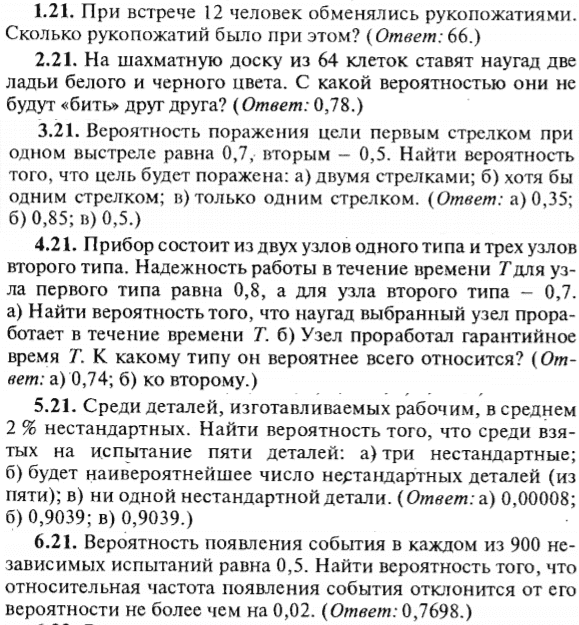 1.21. При встрече 12 человек обменялись рукопожатиями.
Сколько рукопожатий было при этом? (Ответ: 66.)
2.21. На шахматную доску из 64 клеток ставят наугад две
ладьи белого и черного цвета. С какой вероятностью они не
будут «бить» друг друга? (Ответ: 0,78.)
3.21. Вероятность поражения цели первым стрелком при
одном выстреле равна 0,7, вторым — 0,5. Найти вероятность
того, что цель будет поражена: а) двумя стрелками; б) хотя бы
одним стрелком; в) только одним стрелком. (Ответ: а) 0,35;
б) 0,85; в) 0,5.)
4.21. Прибор состоит из двух узлов одного типа и трех узлов
второго типа. Надежность работы в течение времени T для уз-
ла первого типа равна 0,8, а для узла второго типа — 0,7.
а) Найти вероятность того, что наугад выбранный узел прора-
ботает в течение времени T. б) Узел проработал гарантийное
время T. К какому типу он вероятнее всего относится? (От-
вет: а) 0,74; б) ко второму.)
5.21. Среди деталей, изготавливаемых рабочим, в среднем
2 % нестандартных. Найти вероятность того, что среди взя-
тых на испытание пяти деталей: а) три нестандартные;
б) будет наивероятнейшее число нестандартных деталей (из
пяти); в) ни одной нестандартной детали. (Ответ: а) 0,00008;
б) 0,9039; в) 0,9039.)
6.21. Вероятность появления события в каждом из 900 не-
зависимых испытаний равна 0,5. Найти вероятность того, что
относительная частота появления события отклонится от его
вероятности не более чем на 0,02. (Ответ: 0,7698.)